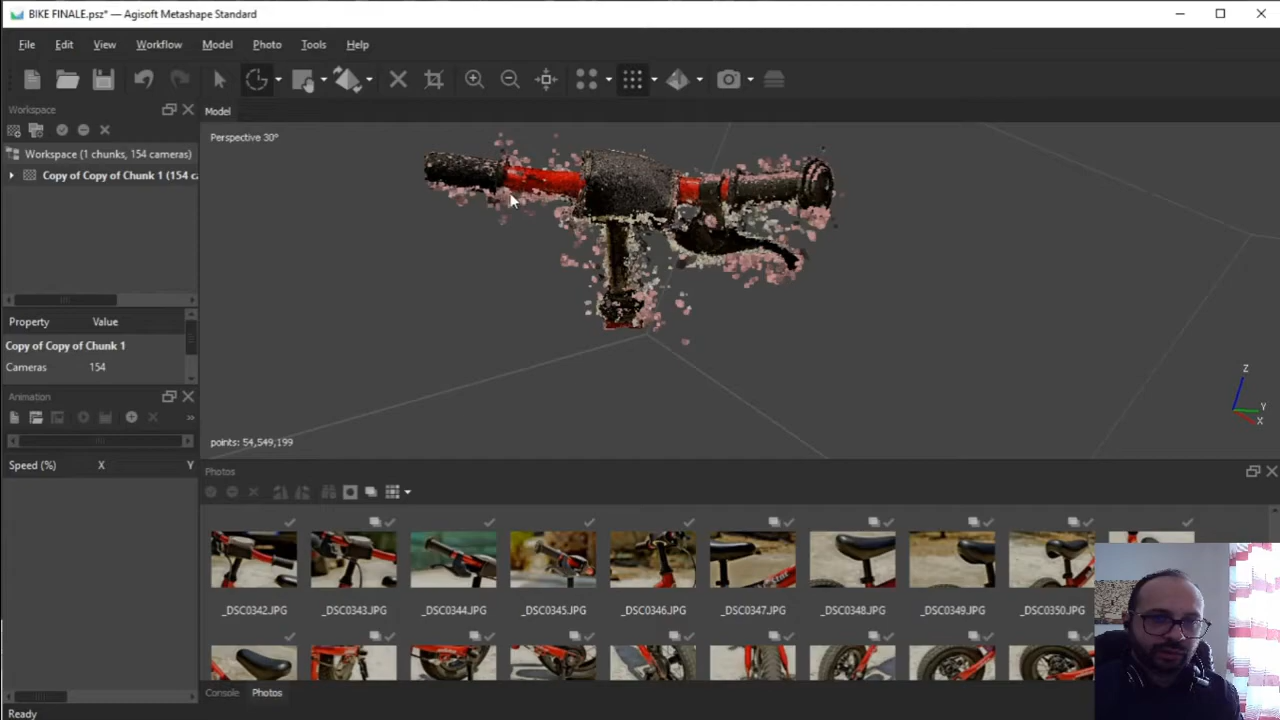 BIKE FINALE.psz* — Agisoft Metashape Standard
File Edit View Workflow Model Photo Tools Help
Workspace
Model
Perspective 30°
Workspace (1 chunks, 154 cameras)
Copy of Copy of Chunk 1 (154 c
Property Value
Copy of Copy of Chunk 1
Cameras 154
Animation
Speed (%) X Y
Z
Y
X
points: 54,549,199
Photos
_DSC0342.JPG _DSC0343.JPG _DSC0344.JPG _DSC0345.JPG _DSC0346.JPG _DSC0347.JPG _DSC0348.JPG _DSC0349.JPG _DSC0350.JPG
Console Photos
Ready